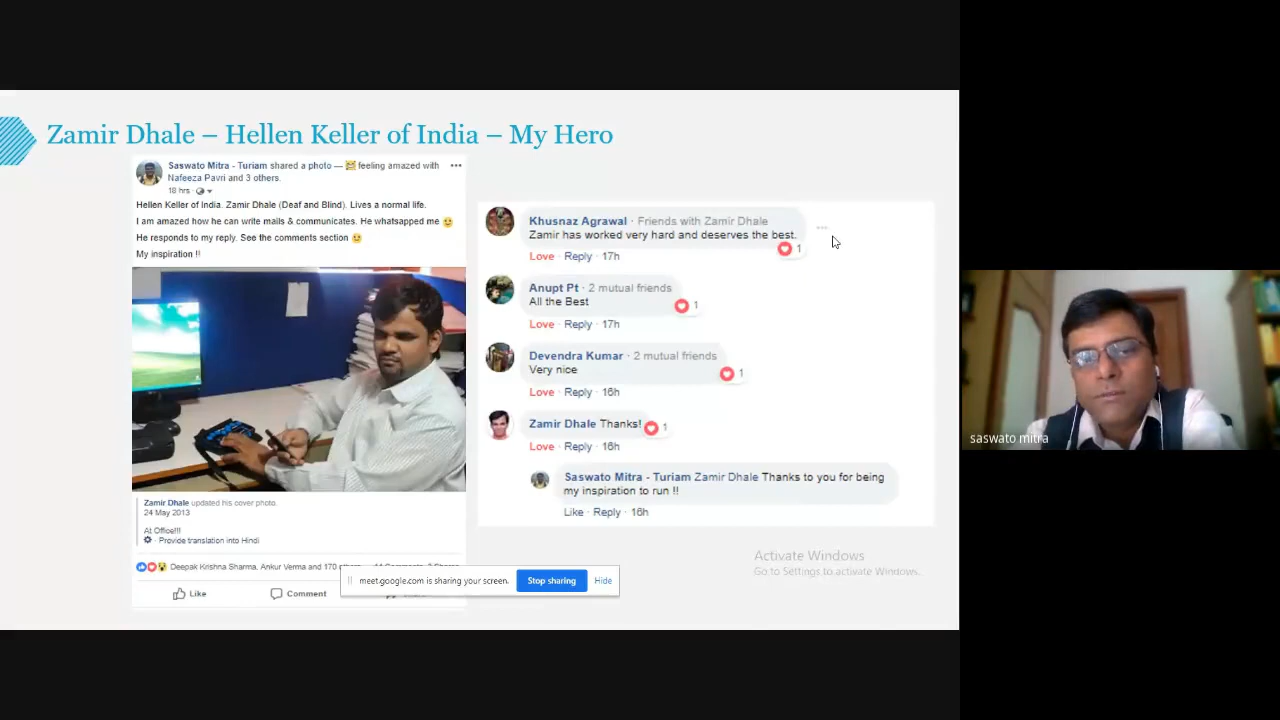 Zamir Dhale – Hellen Keller of India – My Hero
Saswato Mitra - Turiam shared a photo — feeling amazed with
Nafeeza Pavri and 3 others.
18 hrs ·
Hellen Keller of India. Zamir Dhale (Deaf and Blind). Lives a normal life.
I am amazed how he can write mails & communicates. He whatsapped me
He responds to my reply. See the comments section
My inspiration !!
Zamir Dhale updated his cover photo.
24 May 2013
At Office!!!
Provide translation into Hindi
Deepak Krishna Sharma, Ankur Verma and 170
Like
Comment
Khusnaz Agrawal · Friends with Zamir Dhale
Zamir has worked very hard and deserves the best.
1
Love · Reply · 17h
Anupt Pt · 2 mutual friends
All the Best
1
Love · Reply · 17h
Devendra Kumar · 2 mutual friends
Very nice
1
Love · Reply · 16h
Zamir Dhale Thanks!
1
Love · Reply · 16h
Saswato Mitra - Turiam Zamir Dhale Thanks to you for being
my inspiration to run !!
Like · Reply · 16h
Activate Windows
Go to Settings to activate Windows.
meet.google.com is sharing your screen.
Stop sharing
Hide
saswato mitra